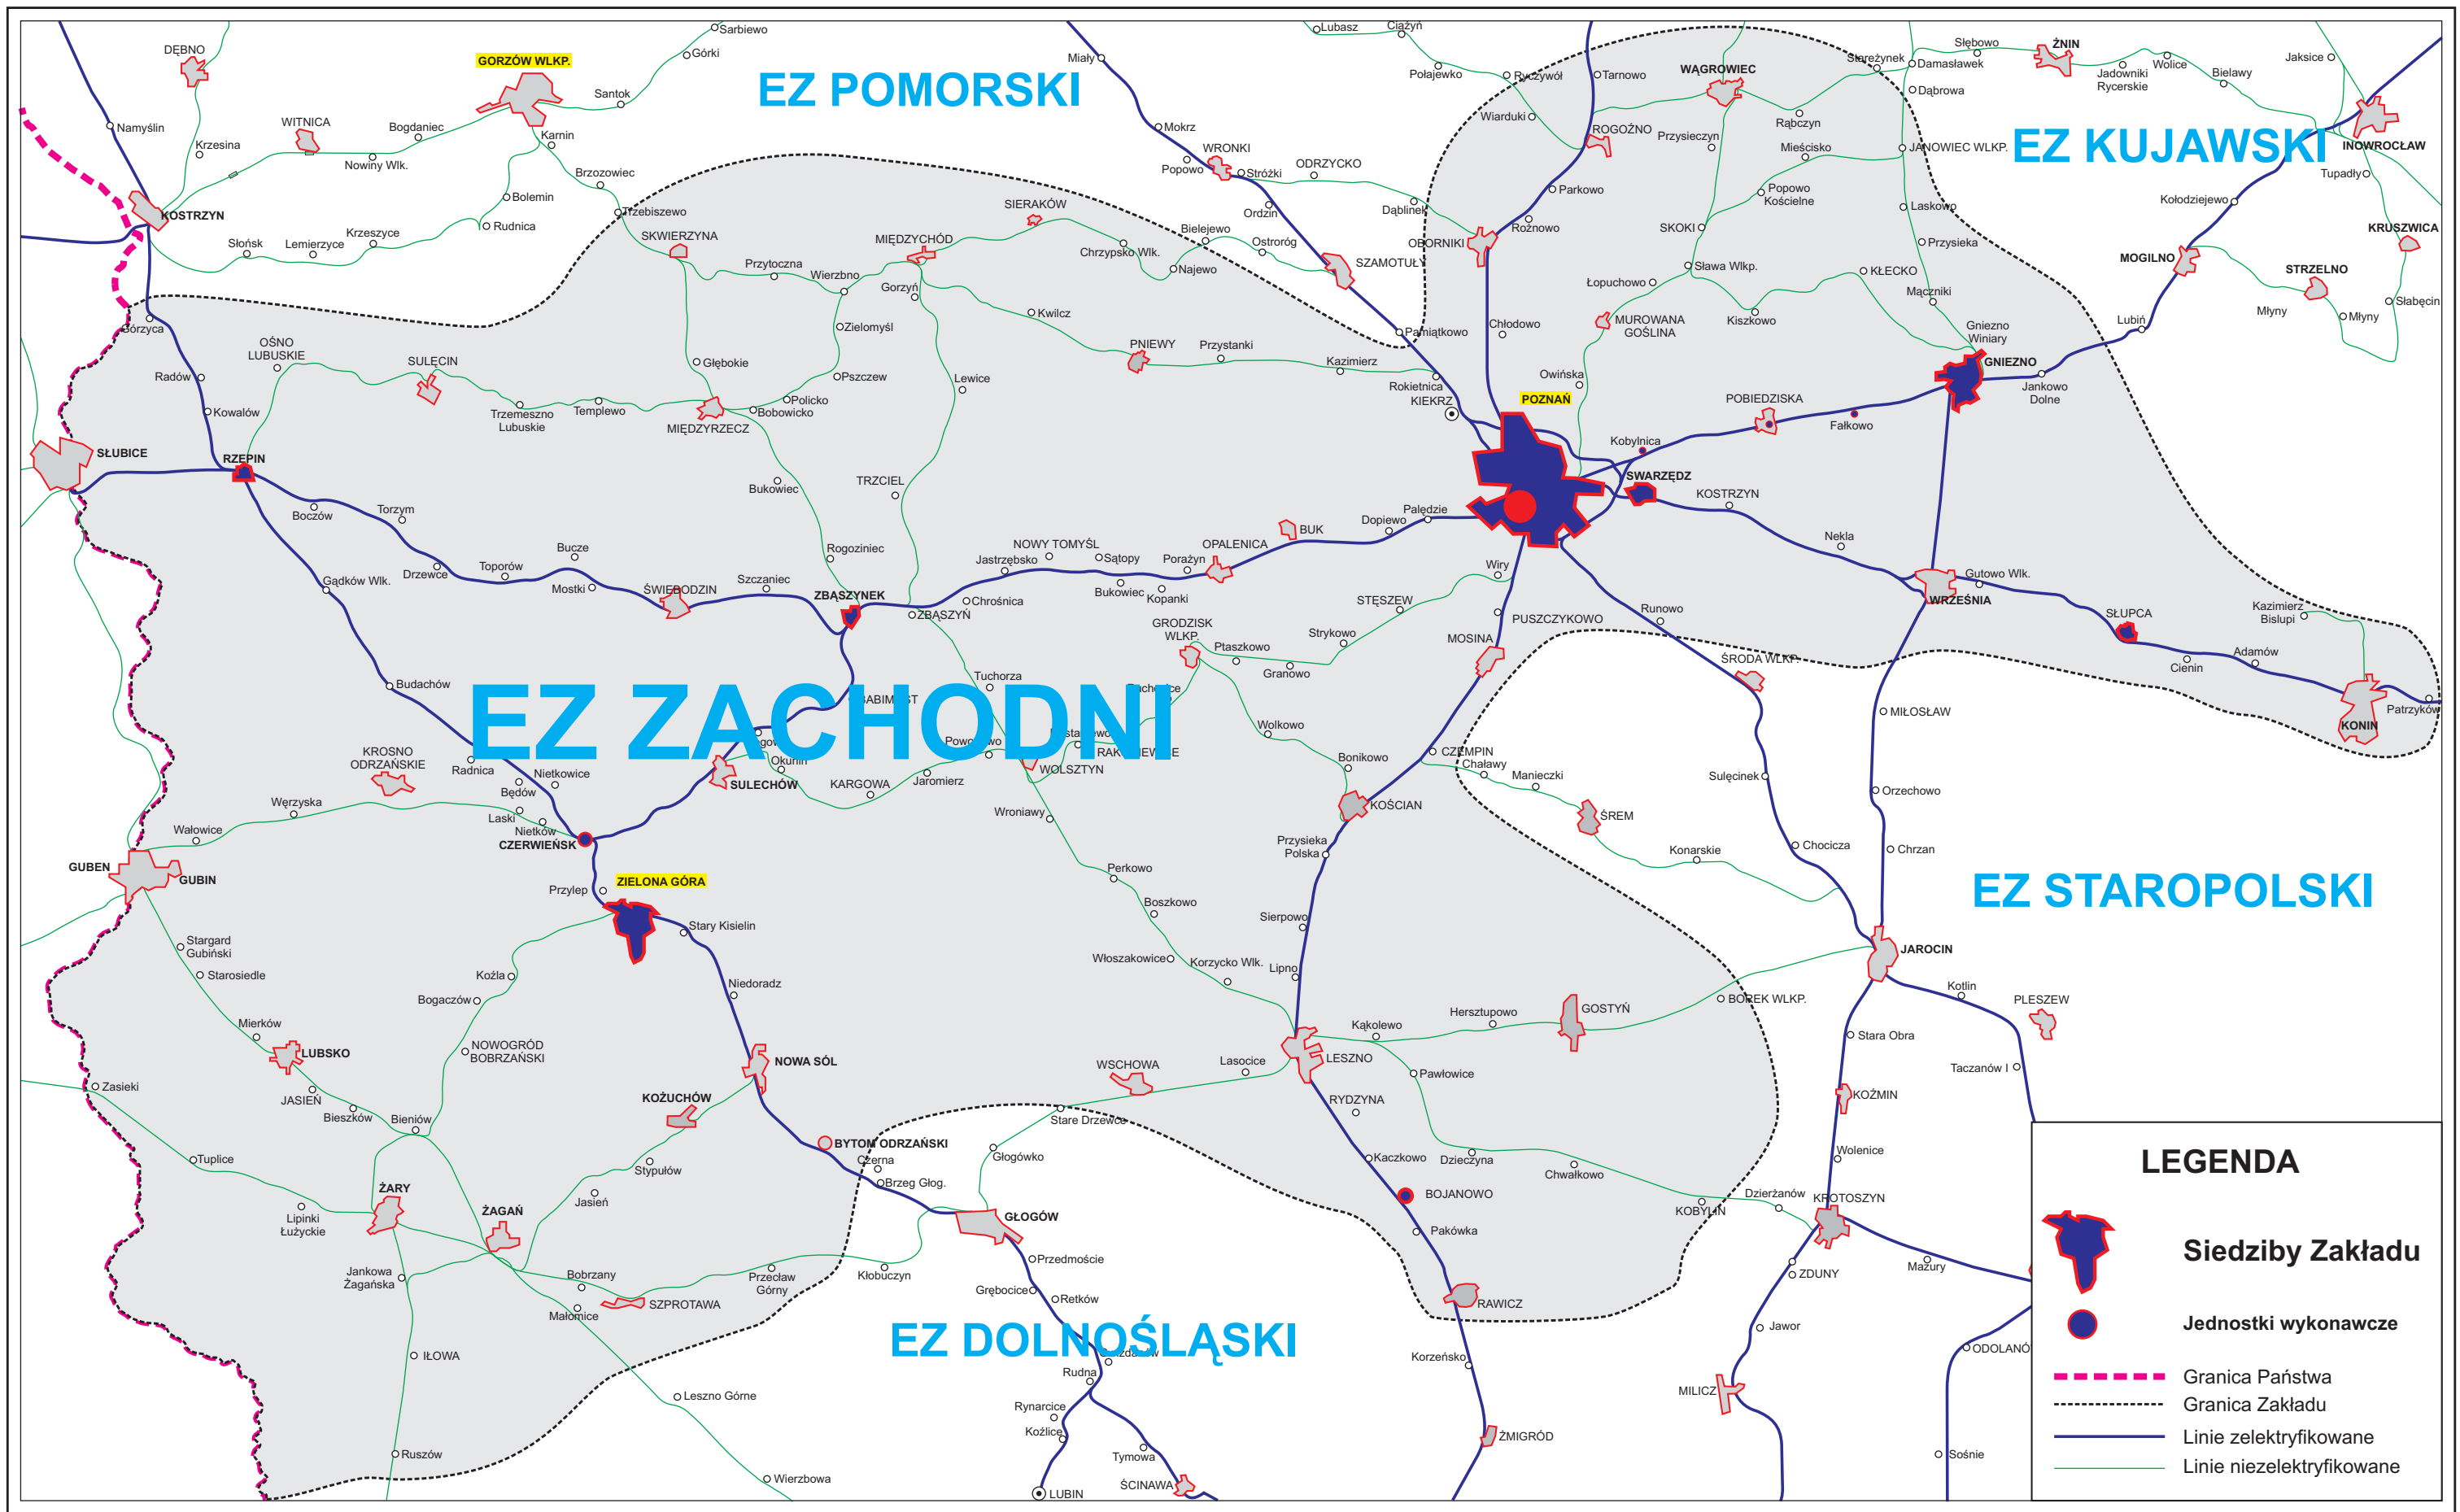 DĘBNO
GORZÓW WLKP.
Sarbiewo
Górki
EZ POMORSKI
Miały
Lubasz
Ciążyń
Połajewko
Ryczywół
Tarnowo
WĄGROWIEC
Starężynek
Damasławek
Słębowo
ŻNIN
Jadowniki
Rycerskie
Wolice
Bielawy
Jaksice
Namyślin
Krzesina
WITNICA
Nowiny Wlk.
Bogdaniec
Santok
Karnin
Mokrz
Popowo
WRONKI
Stróżki
ODRZYCKO
Wiarduki
ROGOŹNO
Przysieczyn
Rąbczyn
Dąbrowa
Mieścisko
JANOWIEC WLKP.
EZ KUJAWSKI
INOWROCŁAW
Tupadły
KOSTRZYN
Słońsk
Lemierzyce
Krzeszyce
Rudnica
Bolemin
Brzozowiec
Trzebiszewo
SKWIERZYNA
Przytoczna
Wierzbno
MIĘDZYCHÓD
SIERAKÓW
Gorzyń
Chrzypsko Wlk.
Bielejewo
Najewo
Ordzin
Ostroróg
SZAMOTUŁY
Dąblinek
OBORNIKI
Parkowo
Rożnowo
Popowo
Kościelne
SKOKI
Laskowo
Przysieka
Kołodziejewo
MOGILNO
KRUSZWICA
STRZELNO
Słabęcin
Młyny
Młyny
Lubiń
Górzyca
OŚNO
LUBUSKIE
SULĘCIN
Radów
Kowalów
Trzemeszno
Lubuskie
Templewo
Głębokie
MIĘDZYRZECZ
Bobowicko
Policko
Pszczew
Zielomyśl
Lewice
Kwilcz
PNIEWY
Przystanki
Kazimierz
Pamiątkowo
Rokietnica
KIEKRZ
Chłodowo
Łopuchowo
Sława Wlkp.
MUROWANA
GOŚLINA
Owińska
Kiszkowo
KŁECKO
Mączniki
Gniezno
Winiary
GNIEZNO
Jankowo
Dolne
POZNAŃ
POBIEDZISKA
Fałkowo
Kobylnica
SWARZĘDZ
KOSTRZYN
SŁUBICE
RZEPIN
Boczów
Torzym
Drzewce
Toporów
Bucze
Mostki
ŚWIEBODZIN
Szczaniec
Bukowiec
Rogoziniec
TRZCIEL
ZBĄSZYNEK
ZBĄSZYŃ
Chrośnica
Jastrzębsko
NOWY TOMYŚL
Sątopy
Bukowiec
Porażyn
Kopanki
OPALENICA
BUK
Dopiewo
Palędzie
Wiry
Nekla
Gutowo Wlk.
WRZEŚNIA
SŁUPCA
Cienin
Adamów
Kazimierz
Bislupi
KONIN
Patrzyków
Gądków Wlk.
Budachów
Radnica
Będów
Nietkowice
STĘSZEW
Strykowo
Granowo
Ptaszkowo
GRODZISK
WLKP.
MOSINA
PUSZCZYKOWO
Runowo
ŚRODA WLKP.
MIŁOSŁAW
EZ ZACHODNI
Tuchorza
KROSNO
ODRZAŃSKIE
SULECHÓW
Okunin
KARGOWA
Jaromierz
WOLSZTYN
Wroniawy
Wolkowo
Bonikowo
CZEMPIN
Chaławy
Manieczki
ŚREM
KOŚCIAN
Przysieka
Polska
Sulęcinek
Orzechowo
Konarskie
Chocicza
Chrzan
Węrzyska
Wałowice
Laski
Nietków
CZERWIEŃSK
Przylep
ZIELONA GÓRA
Stary Kisielin
GUBEN
GUBIN
Stargard
Gubiński
Starosiedle
Koźla
Bogaczów
Niedoradz
Perkowo
Boszkowo
Włoszakowice
Korzycko Wlk.
Sierpowo
Lipno
EZ STAROPOLSKI
JAROCIN
Kotlin
PLESZEW
Stara Obra
Taczanów I
BOREK WLKP.
GOSTYŃ
Hersztupowo
Kąkolewo
LESZNO
Lasocice
WSCHOWA
Stare Drzewce
Pawłowice
RYDZYNA
Mierków
LUBSKO
JASIEŃ
Bieszków
Bieniów
NOWOGRÓD
BOBRZAŃSKI
NOWA SÓL
KOŻUCHÓW
Stypułów
Jasień
BYTOM ODRZAŃSKI
Czerna
Brzeg Głog.
Głogówko
GŁOGÓW
Zasieki
Tuplice
Lipinki
Łużyckie
ŻARY
ŻAGAŃ
Jankowa
Żagańska
Kaczkowo
BOJANOWO
Pakówka
Dzieczyna
Chwałkowo
KOBYLIN
Dzierżanów
KROTOSZYN
Wolenice
KOŹMIN
ZDUNY
Mazury
Bobrzany
Małomice
SZPROTAWA
Przecław
Górny
Kłobuczyn
Przedmoście
Grębocice
Retków
RAWICZ
Korzeńsko
Jawor
ODOLANÓ
EZ DOLNOŚLĄSKI
IŁOWA
Ruszów
Leszno Górne
Wierzbowa
Rudna
Rynarcice
Koźlice
LUBIN
Tymowa
ŚCINAWA
ŻMIGRÓD
MILICZ
Sośnie
LEGENDA
Siedziby Zakładu
Jednostki wykonawcze
Granica Państwa
Granica Zakładu
Linie zelektryfikowane
Linie niezelektryfikowane